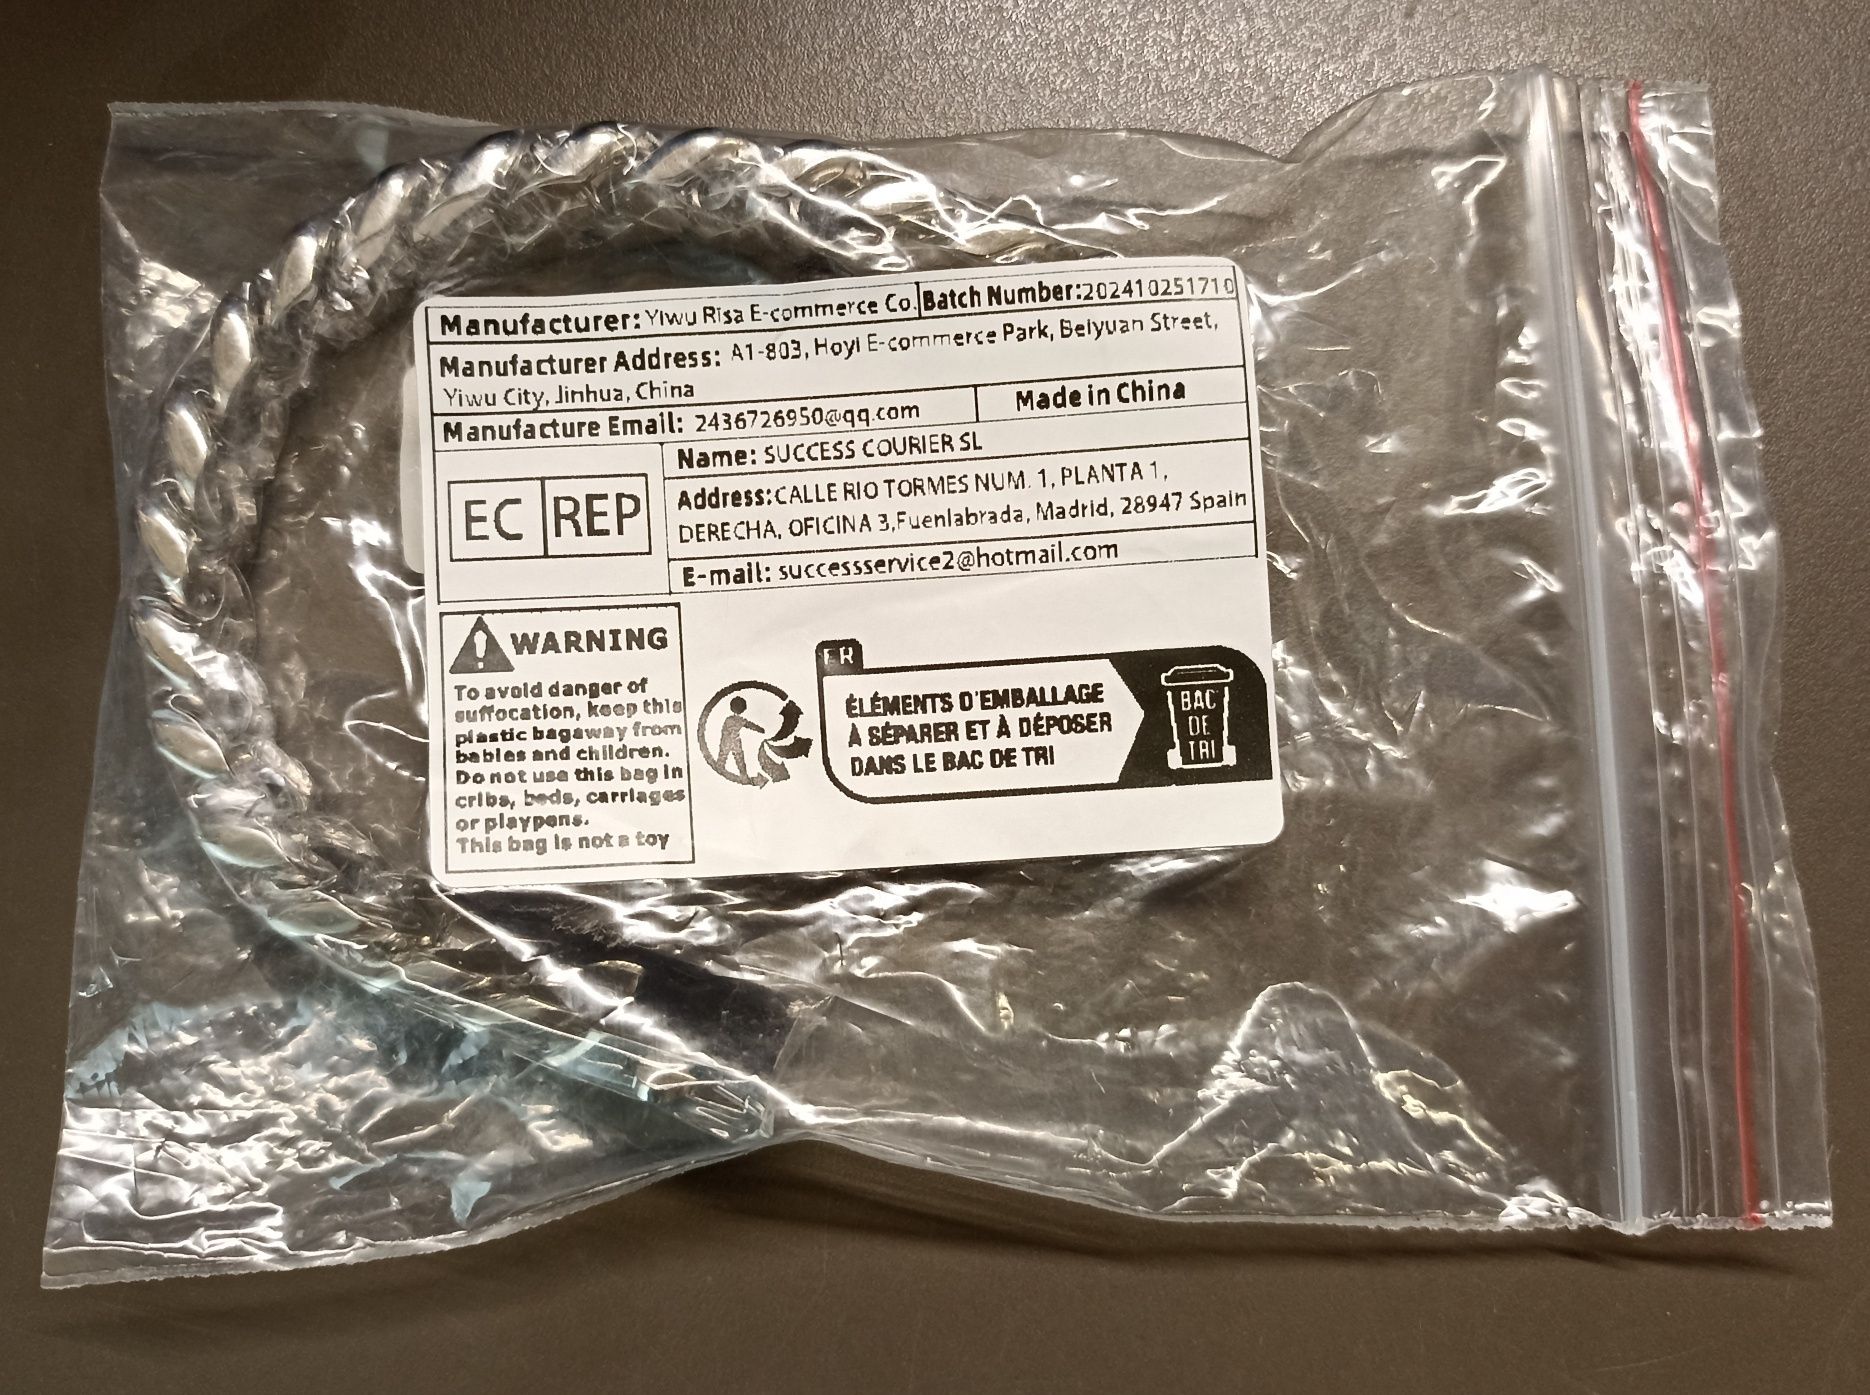 Manufacturer: Yiwu Risa E-commerce Co. Batch Number:202410251710
Manufacturer Address: A1-803, Hoyi E-commerce Park, Beiyuan Street,
Yiwu City, Jinhua, China
Manufacture Email: 2436726950@qq.com Made in China
EC REP
Name: SUCCESS COURIER SL
Address:CALLE RIO TORMES NUM. 1, PLANTA 1,
DERECHA, OFICINA 3,Fuenlabrada, Madrid, 28947 Spain
E-mail: successservice2@hotmail.com
WARNING
To avoid danger of
suffocation, keep this
plastic bagaway from
babies and children.
Do not use this bag in
cribs, beds, carriages
or playpens.
This bag is not a toy
FR
ÉLÉMENTS D'EMBALLAGE
À SÉPARER ET À DÉPOSER
DANS LE BAC DE TRI
BAC
DE
TRI